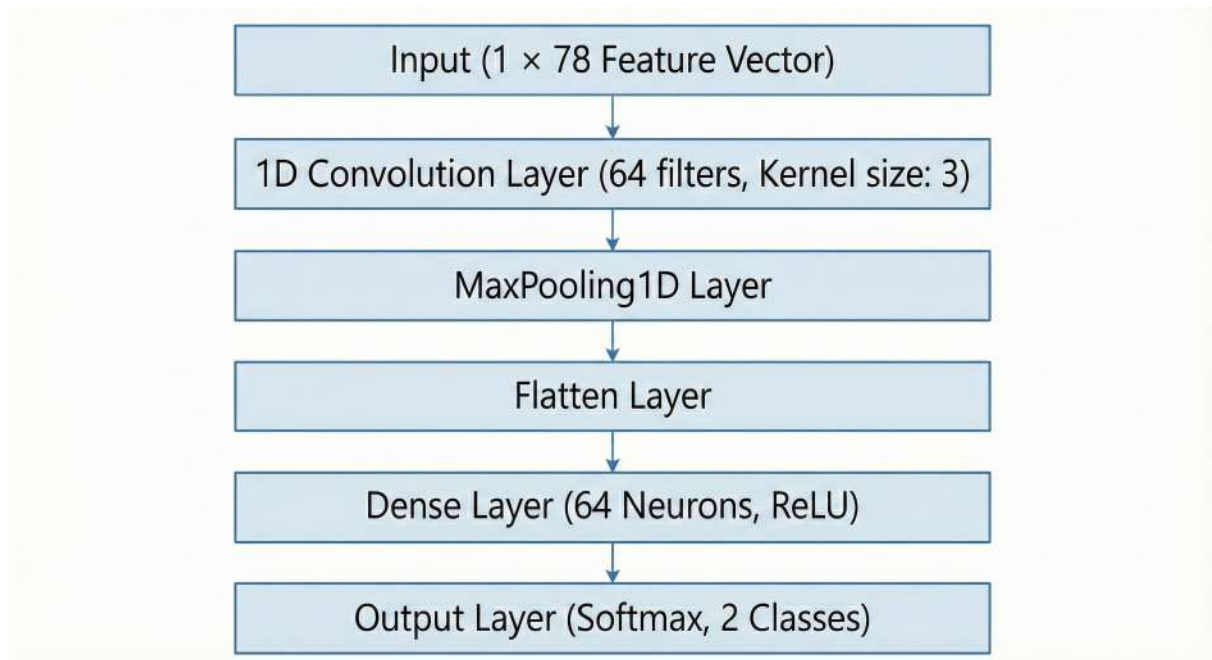 Input (1 × 78 Feature Vector)
1D Convolution Layer (64 filters, Kernel size: 3)
MaxPooling1D Layer
Flatten Layer
Dense Layer (64 Neurons, ReLU)
Output Layer (Softmax, 2 Classes)